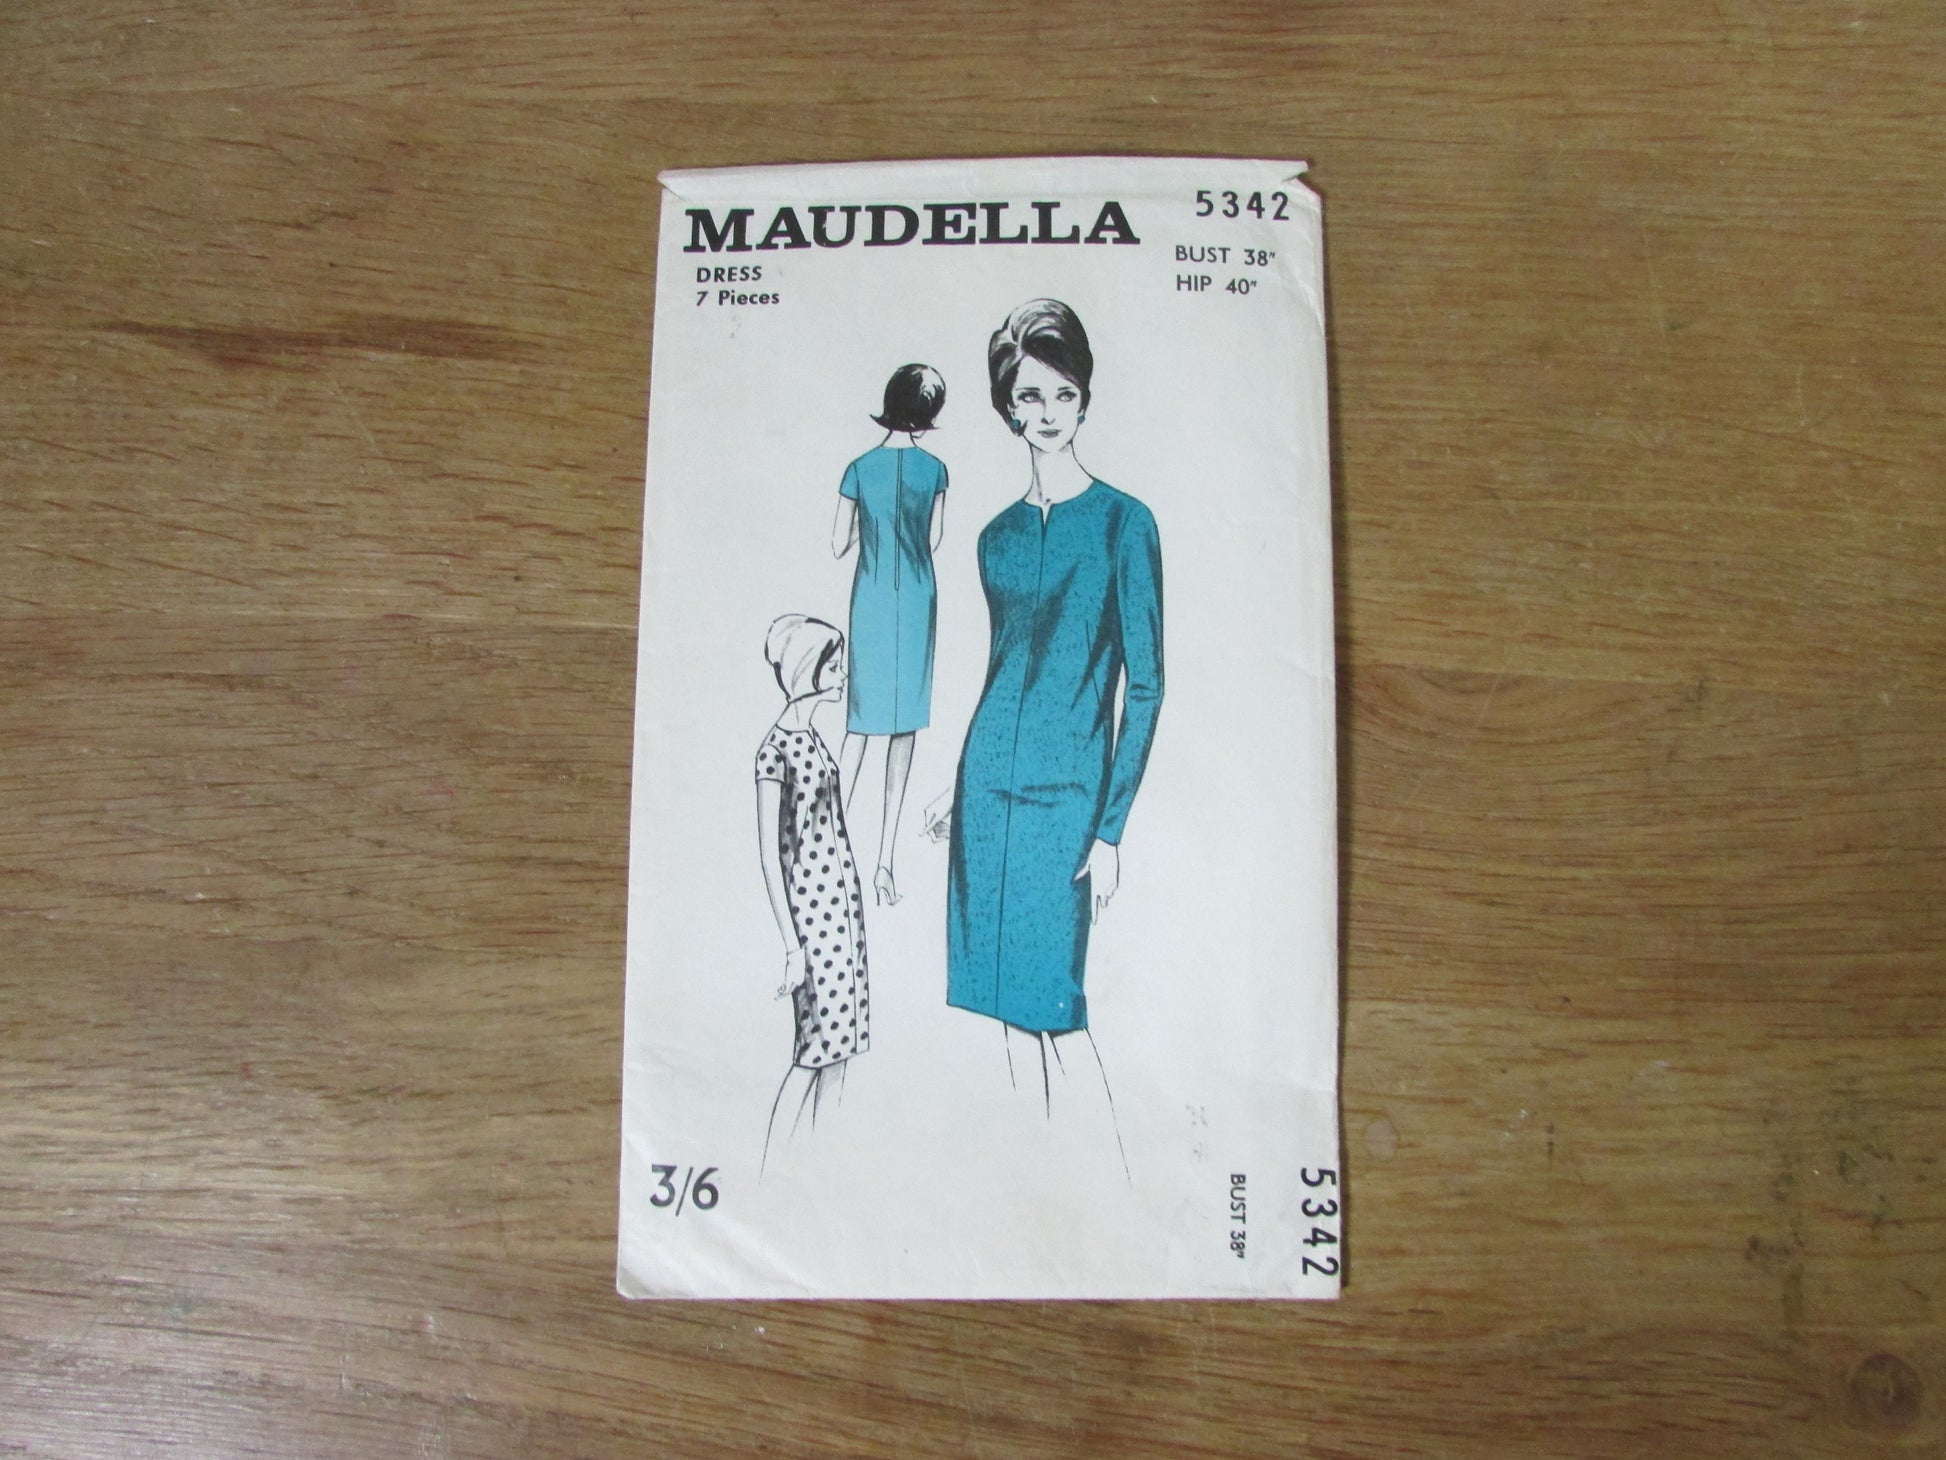 MAUDELLA
DRESS
7 Pieces
5342
BUST 38"
HIP 40"
3/6
BUST 38"
5342